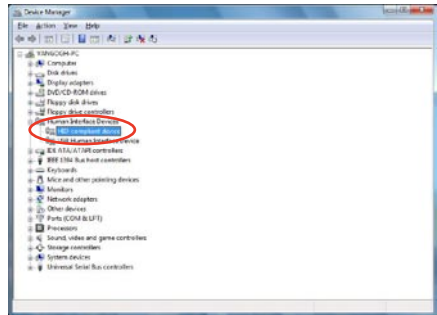 Device Manager
File Action View Help
VANGOGH-PC
Computer
Disk drives
Display adapters
DVD/CD-ROM drives
Floppy disk drives
Floppy drive controllers
Human Interface Devices
HID-compliant device
USB Human Interface Device
IDE ATA/ATAPI controllers
IEEE 1394 Bus host controllers
Keyboards
Mice and other pointing devices
Monitors
Network adapters
Other devices
Ports (COM & LPT)
Processors
Sound, video and game controllers
Storage controllers
System devices
Universal Serial Bus controllers